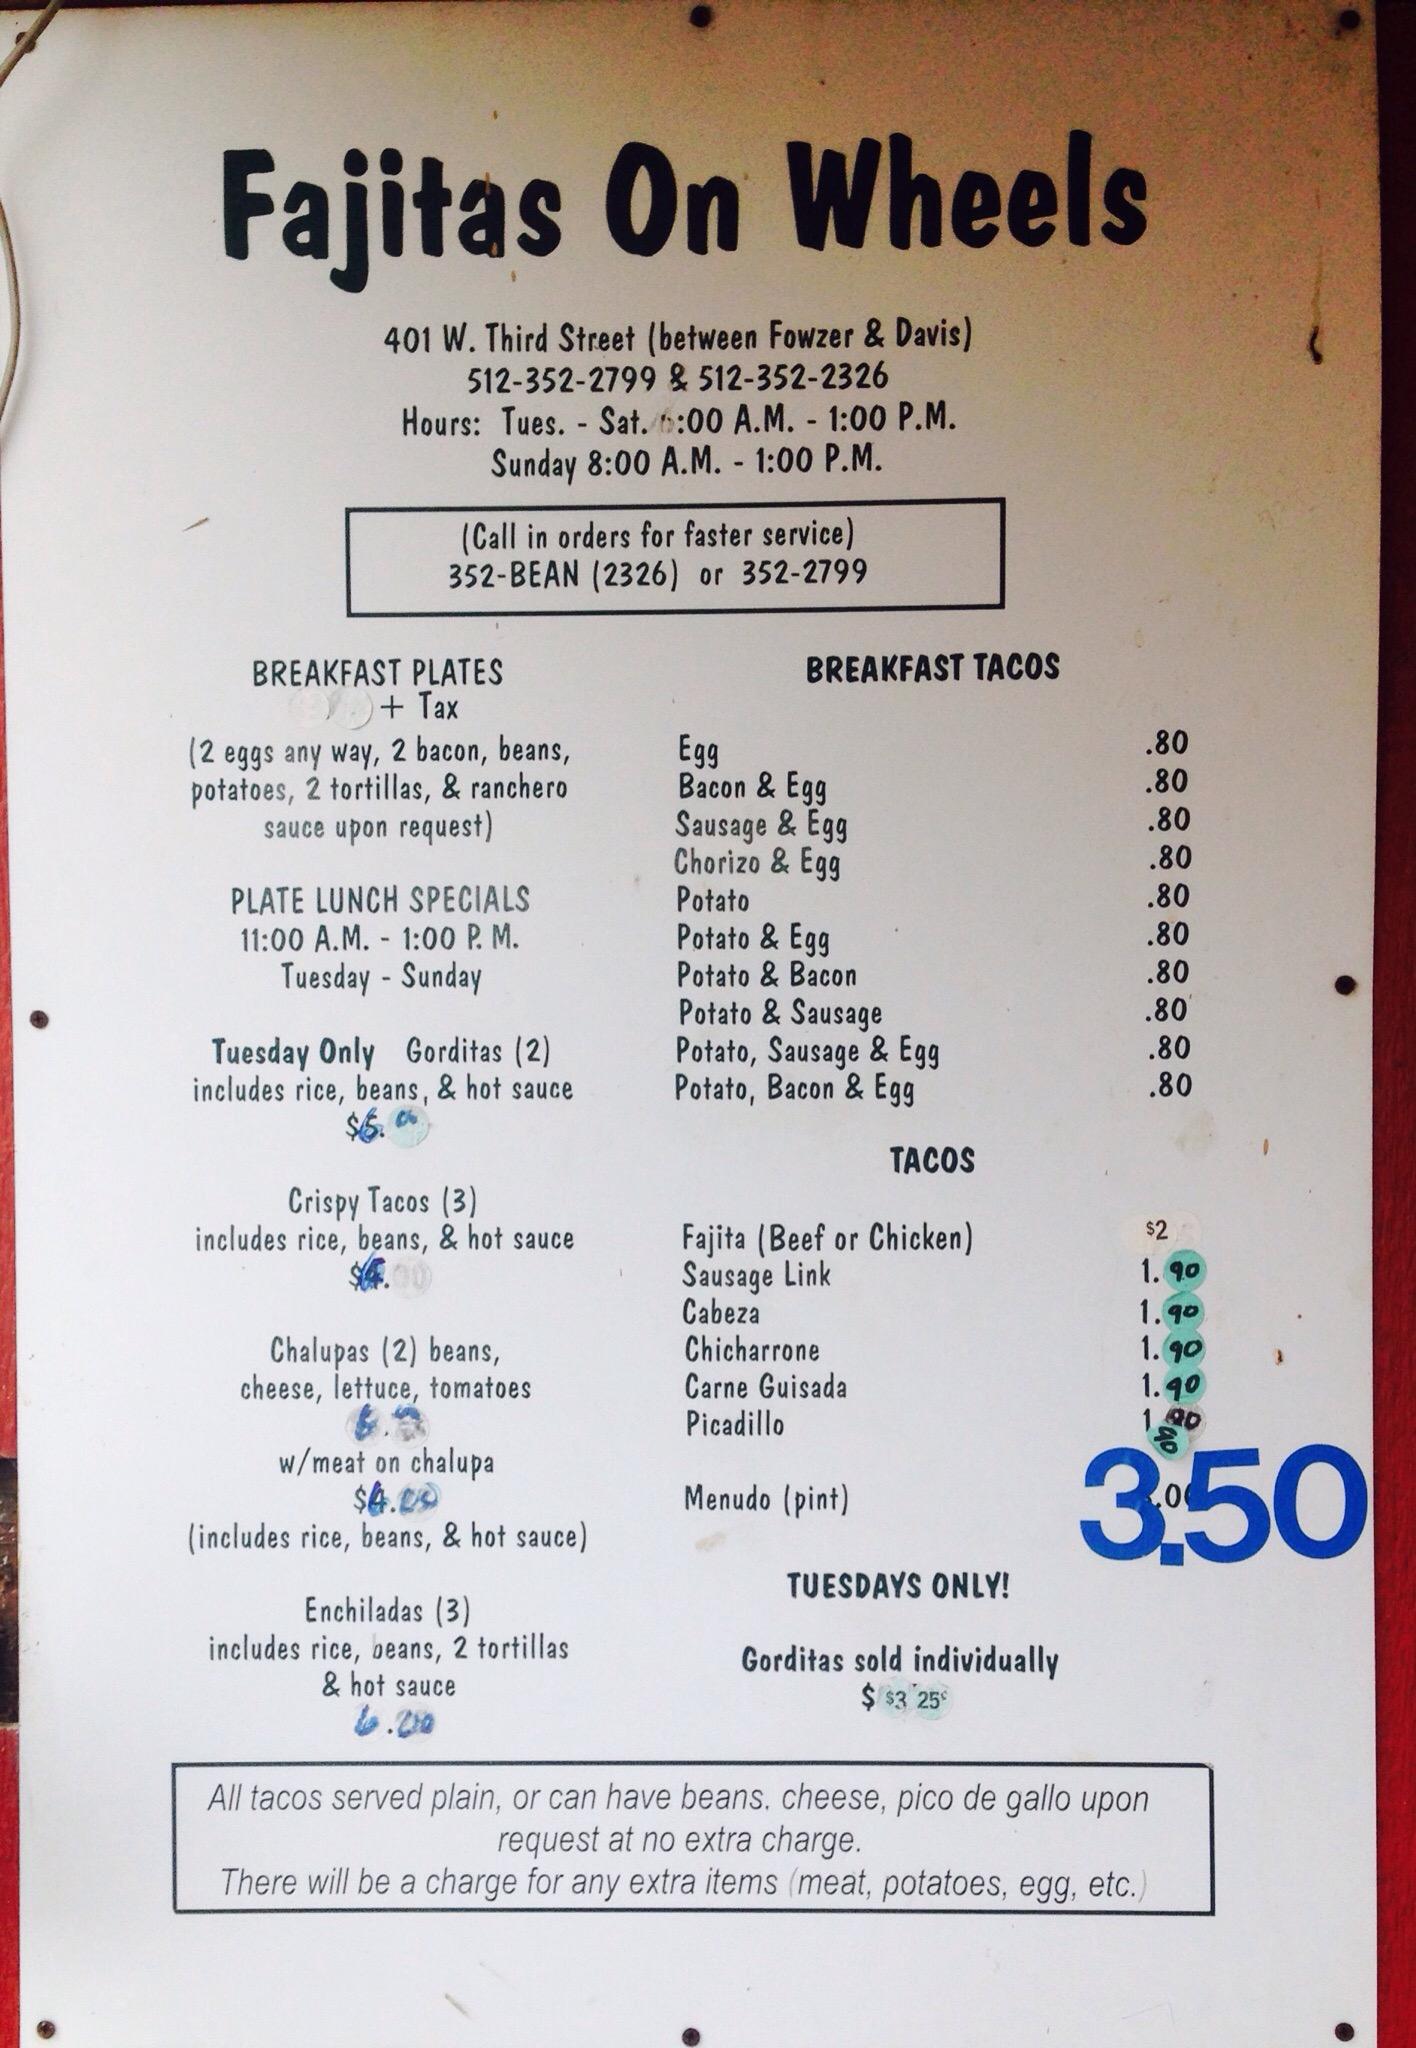 Fajitas On Wheels
401 W. Third Street (between Fowzer & Davis)
512-352-2799 & 512-352-2326
Hours: Tues. - Sat. 6:00 A.M. - 1:00 P.M.
Sunday 8:00 A.M. - 1:00 P.M.
(Call in orders for faster service)
352-BEAN (2326) or 352-2799
BREAKFAST PLATES
+ Tax
(2 eggs any way, 2 bacon, beans,
potatoes, 2 tortillas, & ranchero
sauce upon request)
PLATE LUNCH SPECIALS
11:00 A.M. - 1:00 P. M.
Tuesday - Sunday
Tuesday Only Gorditas (2)
includes rice, beans, & hot sauce
Crispy Tacos (3)
includes rice, beans, & hot sauce
Chalupas (2) beans,
cheese, lettuce, tomatoes
w/meat on chalupa
(includes rice, beans, & hot sauce)
Enchiladas (3)
includes rice, beans, 2 tortillas
& hot sauce
6.00
BREAKFAST TACOS
Egg .80
Bacon & Egg .80
Sausage & Egg .80
Chorizo & Egg .80
Potato .80
Potato & Egg .80
Potato & Bacon .80
Potato & Sausage .80
Potato, Sausage & Egg .80
Potato, Bacon & Egg .80
TACOS
Fajita (Beef or Chicken) $2
Sausage Link 1.90
Cabeza 1.90
Chicharrone 1.90
Carne Guisada 1.90
Picadillo 1.90
90
Menudo (pint) 3.50
TUESDAYS ONLY!
Gorditas sold individually
$ $3 25¢
All tacos served plain, or can have beans. cheese, pico de gallo upon
request at no extra charge.
There will be a charge for any extra items (meat, potatoes, egg, etc.)